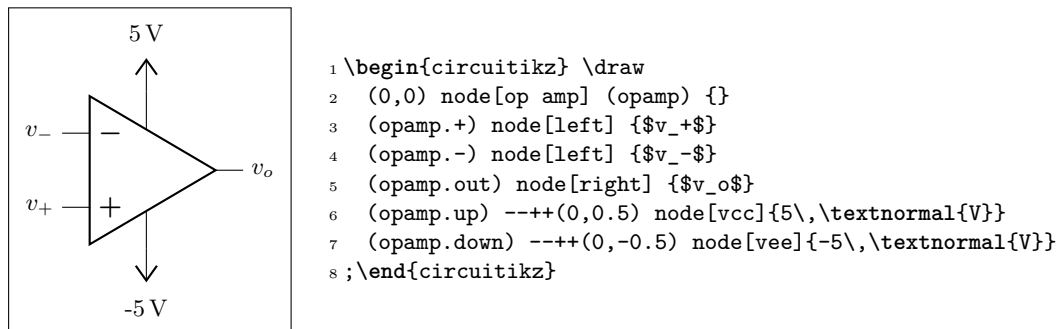 5 V
v−
v+
vo
-5 V
1 \begin{circuitikz} \draw
2 (0,0) node[op amp] (opamp) {}
3 (opamp.+) node[left] {$v_+$}
4 (opamp.-) node[left] {$v_-$}
5 (opamp.out) node[right] {$v_o$}
6 (opamp.up) --++(0,0.5) node[vcc]{5\,\textnormal{V}}
7 (opamp.down) --++(0,-0.5) node[vee]{-5\,\textnormal{V}}
8 ;\end{circuitikz}